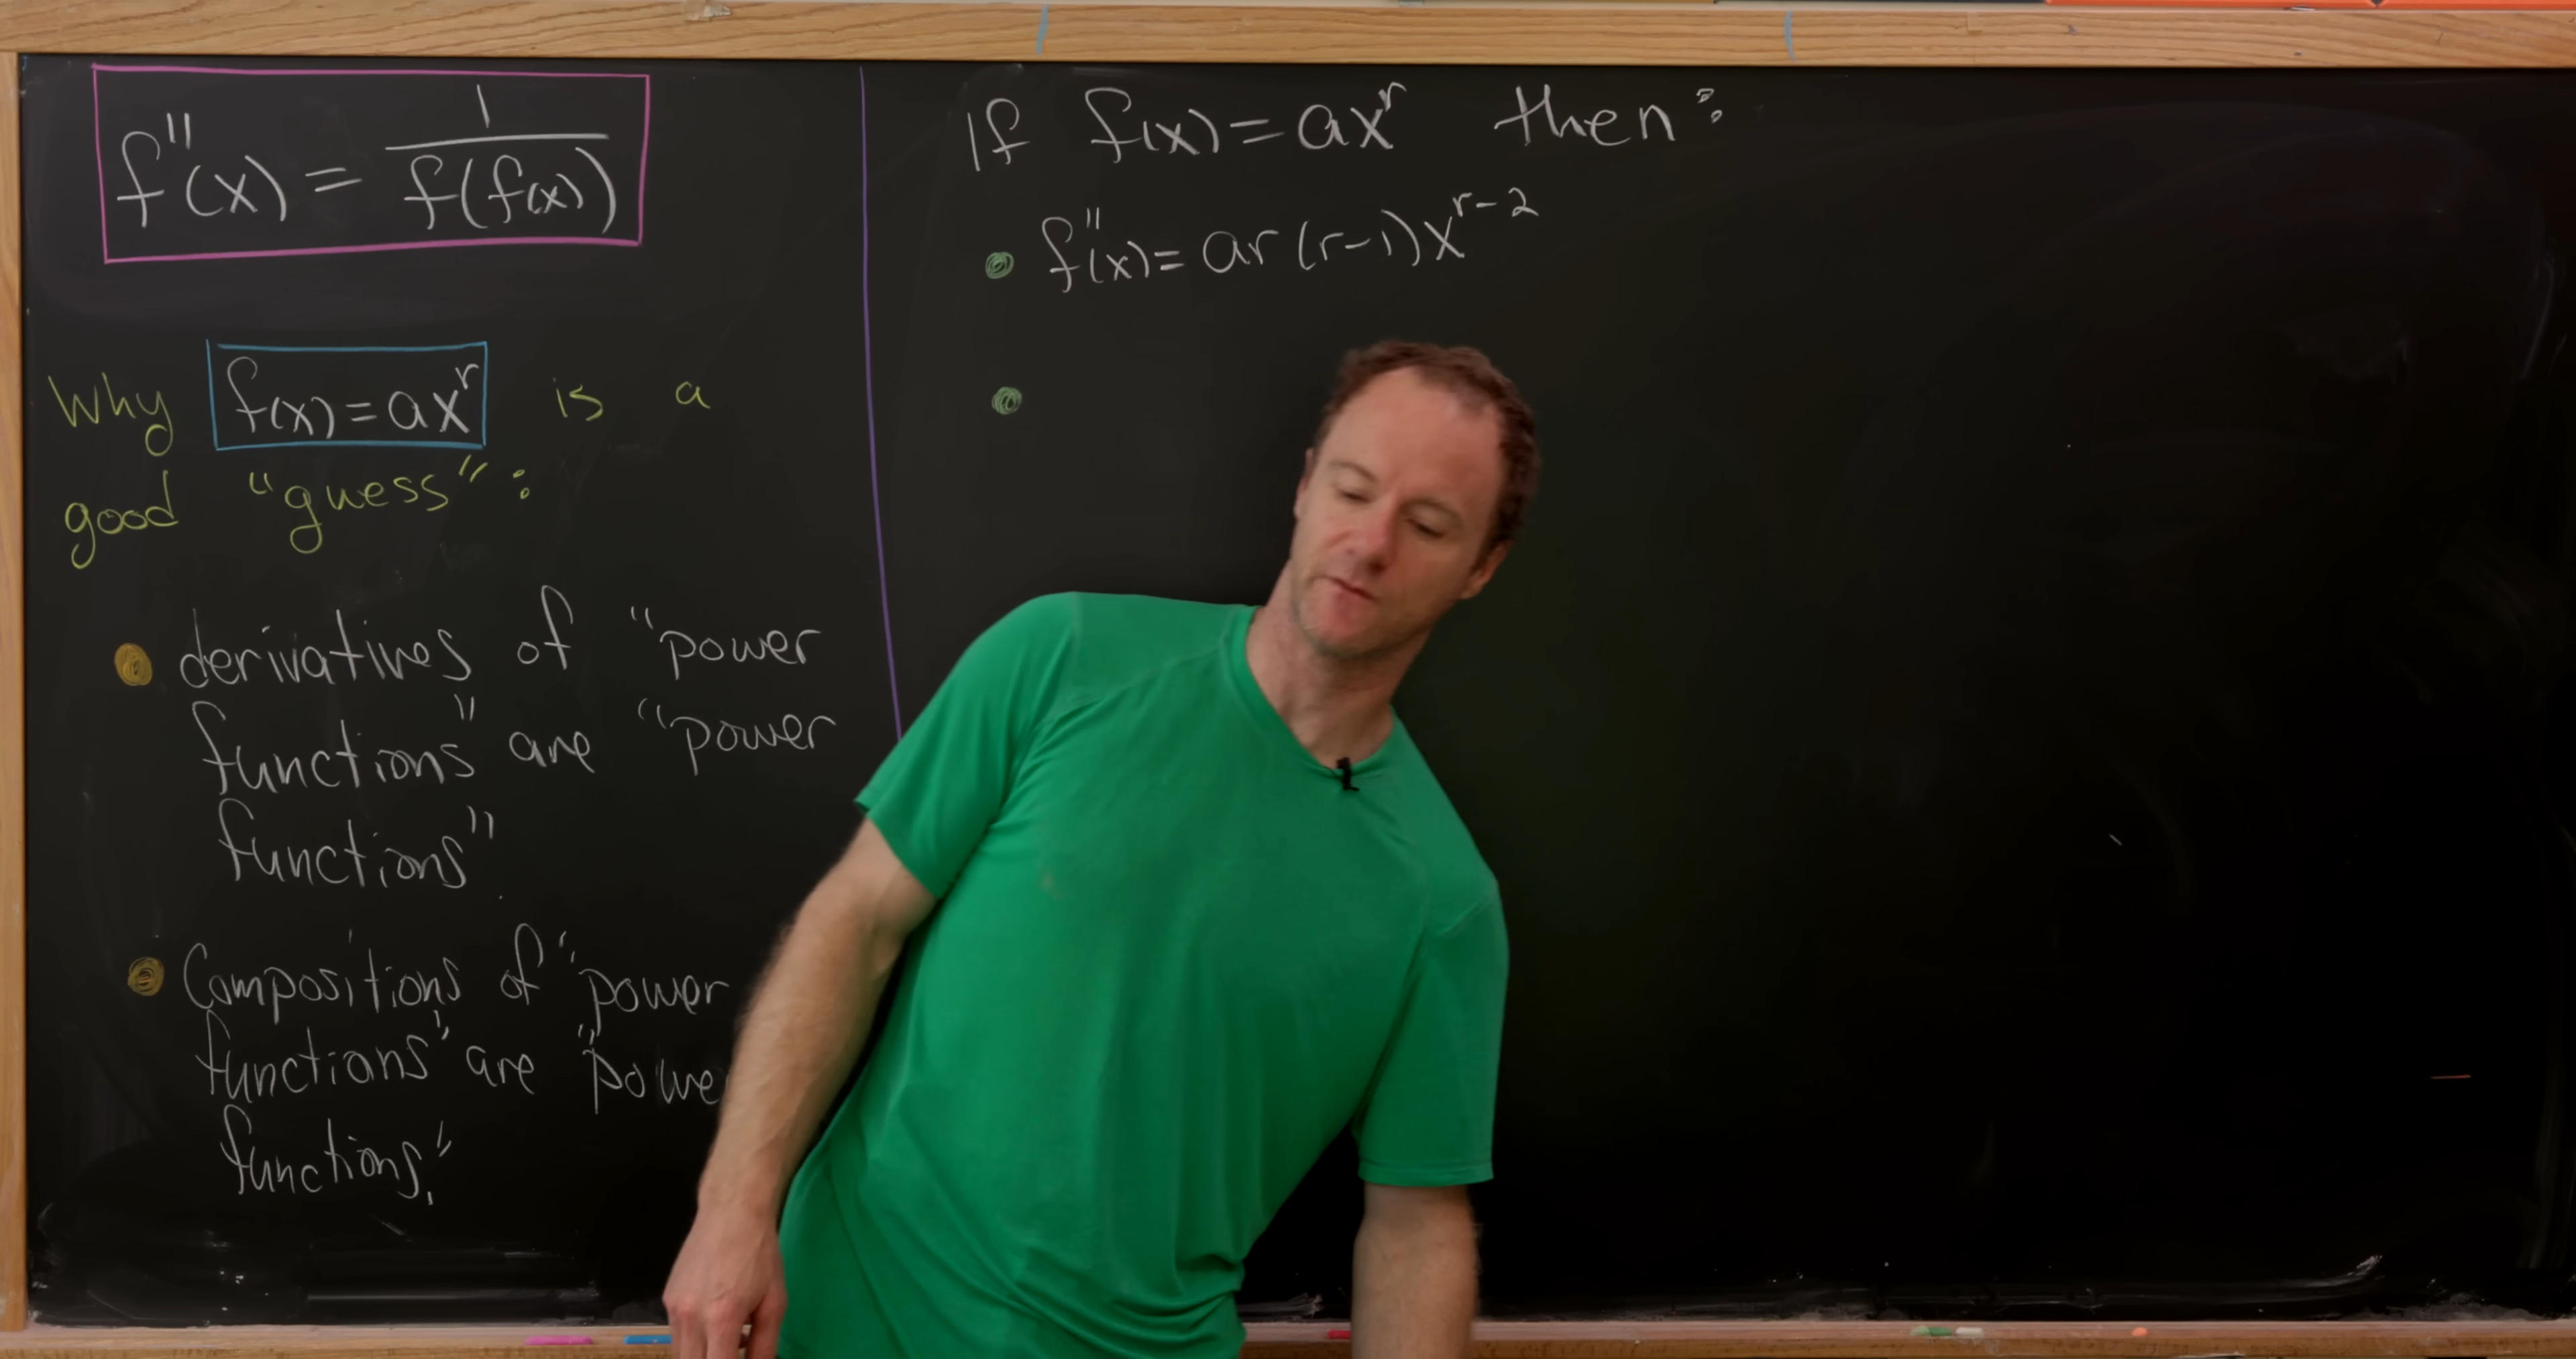 f''(x) = 1/f(f(x))
Why f(x) = ax^r is a
good "guess":
derivatives of "power
functions" are "power
functions".
Compositions of "power
functions" are "powe
functions."
If f(x) = ax^r then:
f''(x) = ar(r-1)x^{r-2}